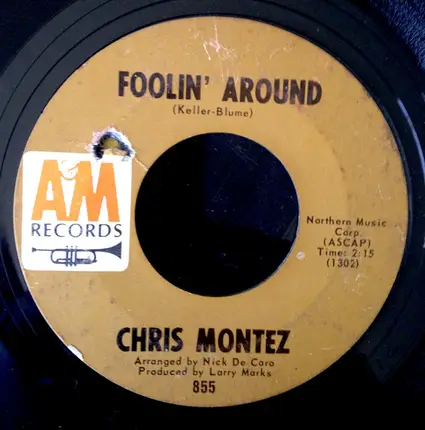 FOOLIN' AROUND
(Keller-Blume)
A&M
RECORDS
Northern Music
Corp.
(ASCAP)
Time: 2:15
(1302)
CHRIS MONTEZ
Arranged by Nick De Caro
Produced by Larry Marks
855